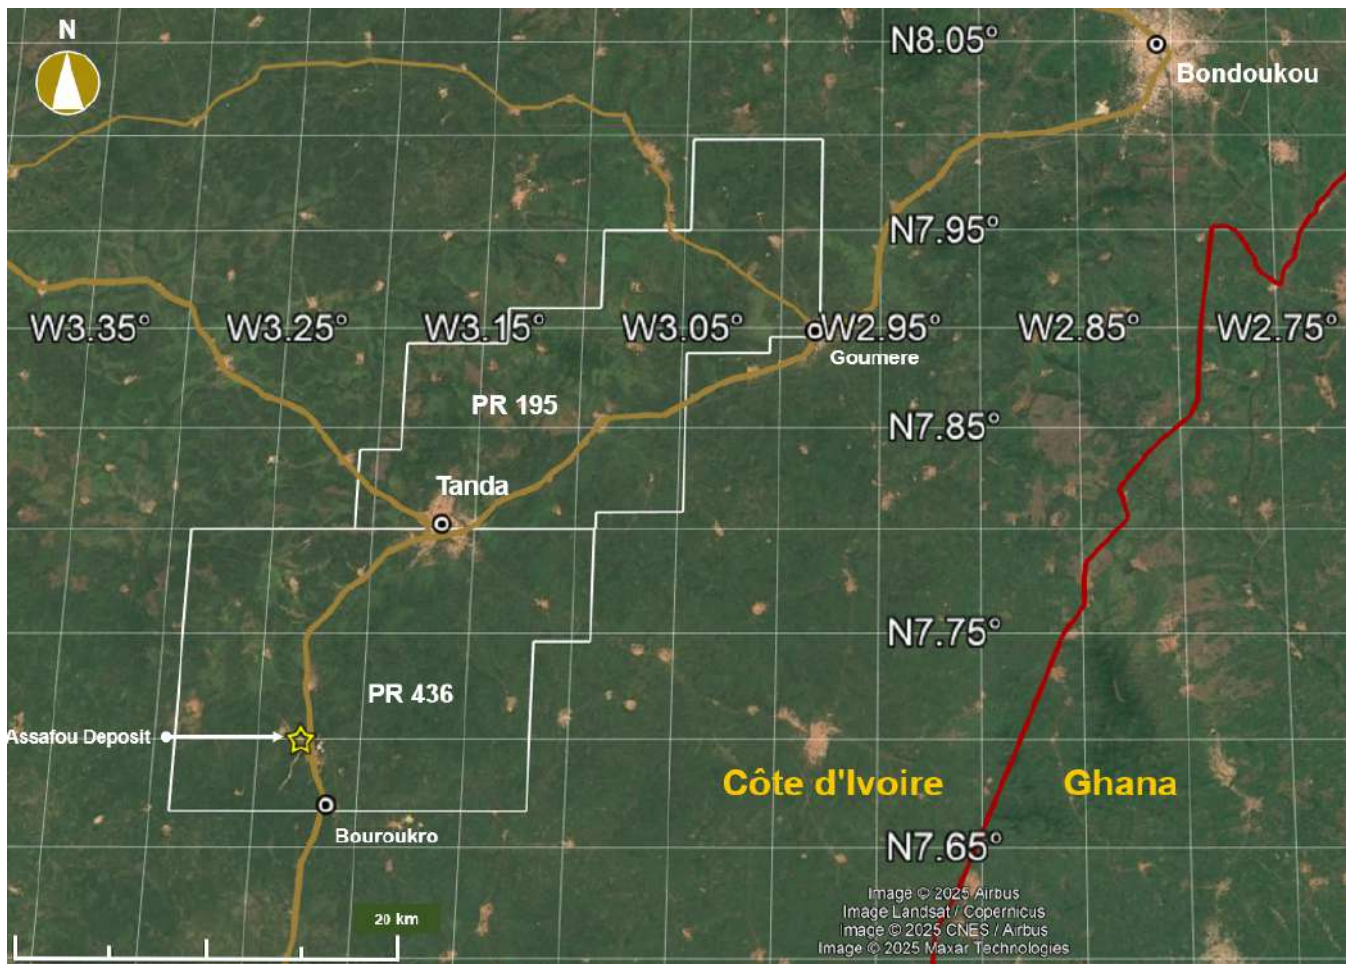 N
N8.05°
Bondoukou
N7.95°
W3.35°
W3.25°
W3.15°
W3.05°
W2.95°
W2.85°
W2.75°
Goumere
PR 195
N7.85°
Tanda
N7.75°
PR 436
Assafou Deposit
Côte d'Ivoire
Ghana
Bouroukro
N7.65°
20 km
Image © 2025 Airbus
Image Landsat / Copernicus
Image © 2025 CNES / Airbus
Image © 2025 Maxar Technologies